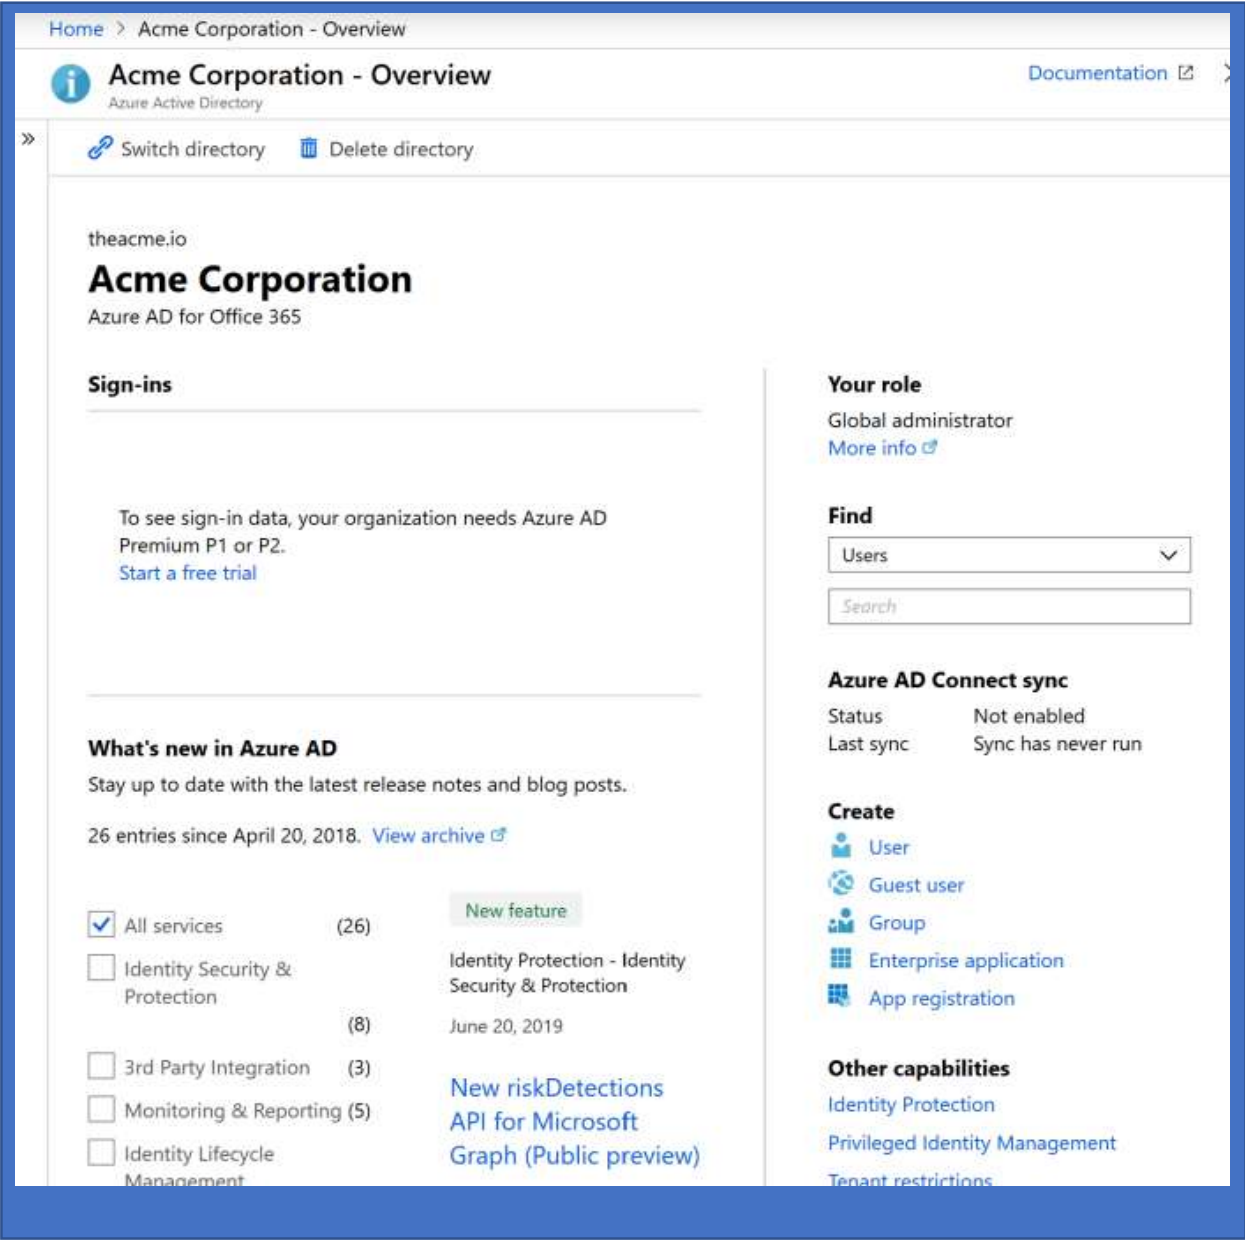 Home > Acme Corporation - Overview
Acme Corporation - Overview
Azure Active Directory
Documentation
»
Switch directory
Delete directory
theacme.io
Acme Corporation
Azure AD for Office 365
Sign-ins
To see sign-in data, your organization needs Azure AD
Premium P1 or P2.
Start a free trial
What's new in Azure AD
Stay up to date with the latest release notes and blog posts.
26 entries since April 20, 2018. View archive
All services (26)
Identity Security &
Protection
(8)
3rd Party Integration (3)
Monitoring & Reporting (5)
Identity Lifecycle
Management
New feature
Identity Protection - Identity
Security & Protection
June 20, 2019
New riskDetections
API for Microsoft
Graph (Public preview)
Your role
Global administrator
More info
Find
Users
Search
Azure AD Connect sync
Status Not enabled
Last sync Sync has never run
Create
User
Guest user
Group
Enterprise application
App registration
Other capabilities
Identity Protection
Privileged Identity Management
Tenant restrictions